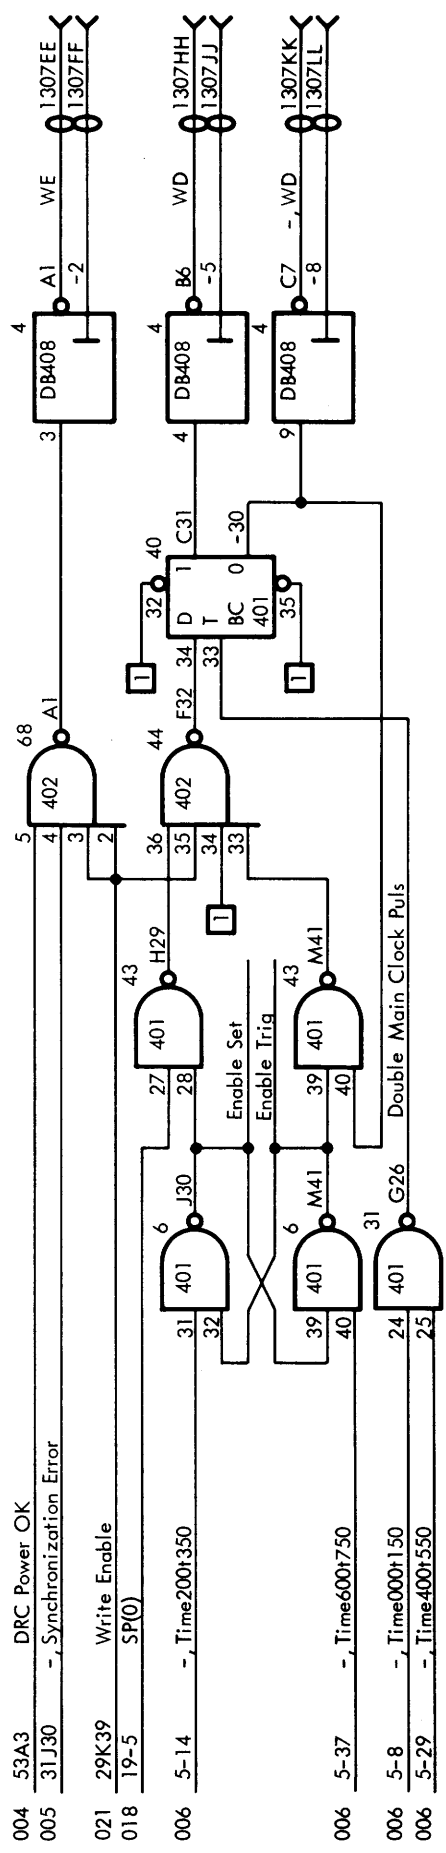 004 53A3 DRC Power OK
005 31J30 -, Synchronization Error
021 29K39 Write Enable
018 19-5 SP(0)
006 5-14 -, Time200t350
006 5-37 -, Time600t750
006 5-8 -, Time000t150
006 5-29 -, Time400t550
31 401 6 J30
32
39 401 6 M41
40
24 401 31 G26
25
Enable Set
Enable Trig
Double Main Clock Puls
27 401 43 H29
28
39 401 43 M41
40
5 402 68 A1
4
3
2
36 402 44 F32
35
34 1
33
1 32 40
34 D 1 C31
33 T
BC 0 -30
401
1 35
3 DB408 4 A1 WE 1307EE
-2 1307FF
4 DB408 4 B6 WD 1307HH
-5 1307JJ
9 DB408 4 C7 -, WD 1307KK
-8 1307LL